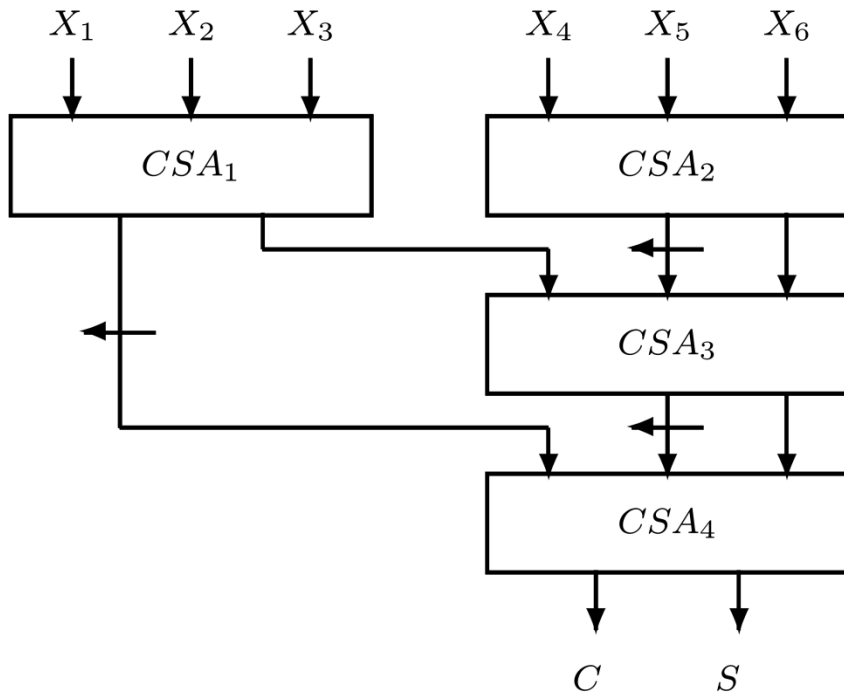 X₁ X₂ X₃ X₄ X₅ X₆
CSA₁ CSA₂
CSA₃
CSA₄
C S